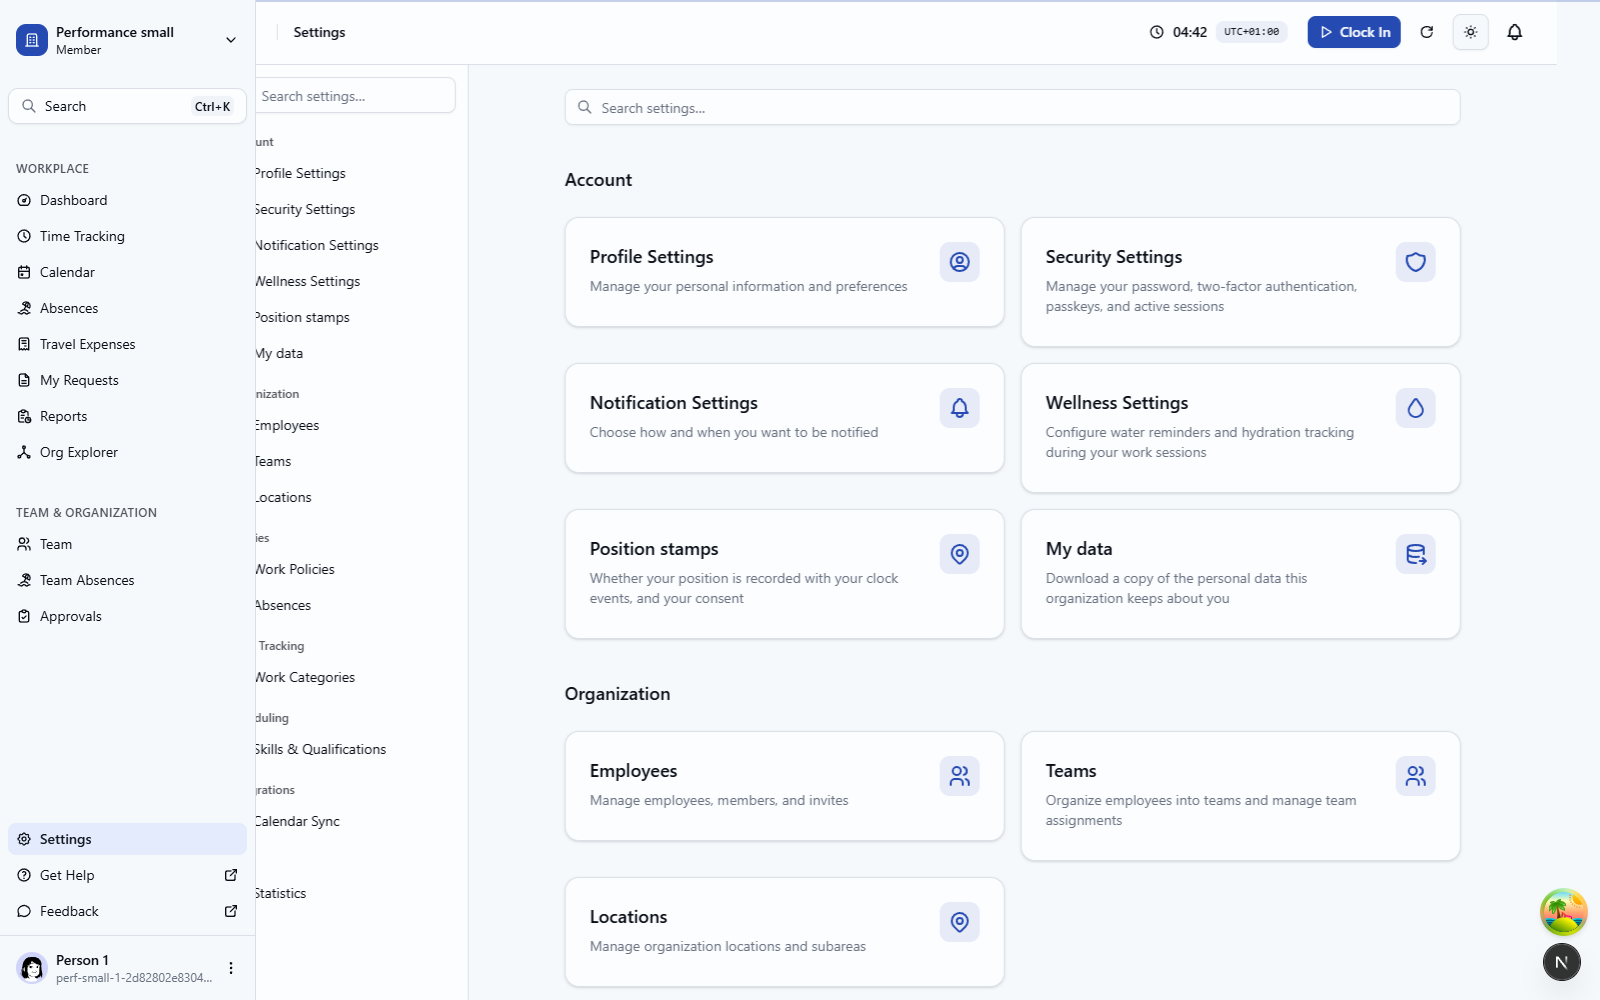 Performance small
Member
Search
Ctrl+K
WORKPLACE
Dashboard
Time Tracking
Calendar
Absences
Travel Expenses
My Requests
Reports
Org Explorer
TEAM & ORGANIZATION
Team
Team Absences
Approvals
Settings
Get Help
Feedback
Person 1
perf-small-1-2d82802e8304...
Settings
04:42
UTC+01:00
Clock In
Search settings...
unt
Profile Settings
Security Settings
Notification Settings
Wellness Settings
Position stamps
My data
nization
Employees
Teams
Locations
ies
Work Policies
Absences
Tracking
Work Categories
duling
Skills & Qualifications
grations
Calendar Sync
Statistics
Search settings...
Account
Profile Settings
Manage your personal information and preferences
Security Settings
Manage your password, two-factor authentication,
passkeys, and active sessions
Notification Settings
Choose how and when you want to be notified
Wellness Settings
Configure water reminders and hydration tracking
during your work sessions
Position stamps
Whether your position is recorded with your clock
events, and your consent
My data
Download a copy of the personal data this
organization keeps about you
Organization
Employees
Manage employees, members, and invites
Teams
Organize employees into teams and manage team
assignments
Locations
Manage organization locations and subareas
N